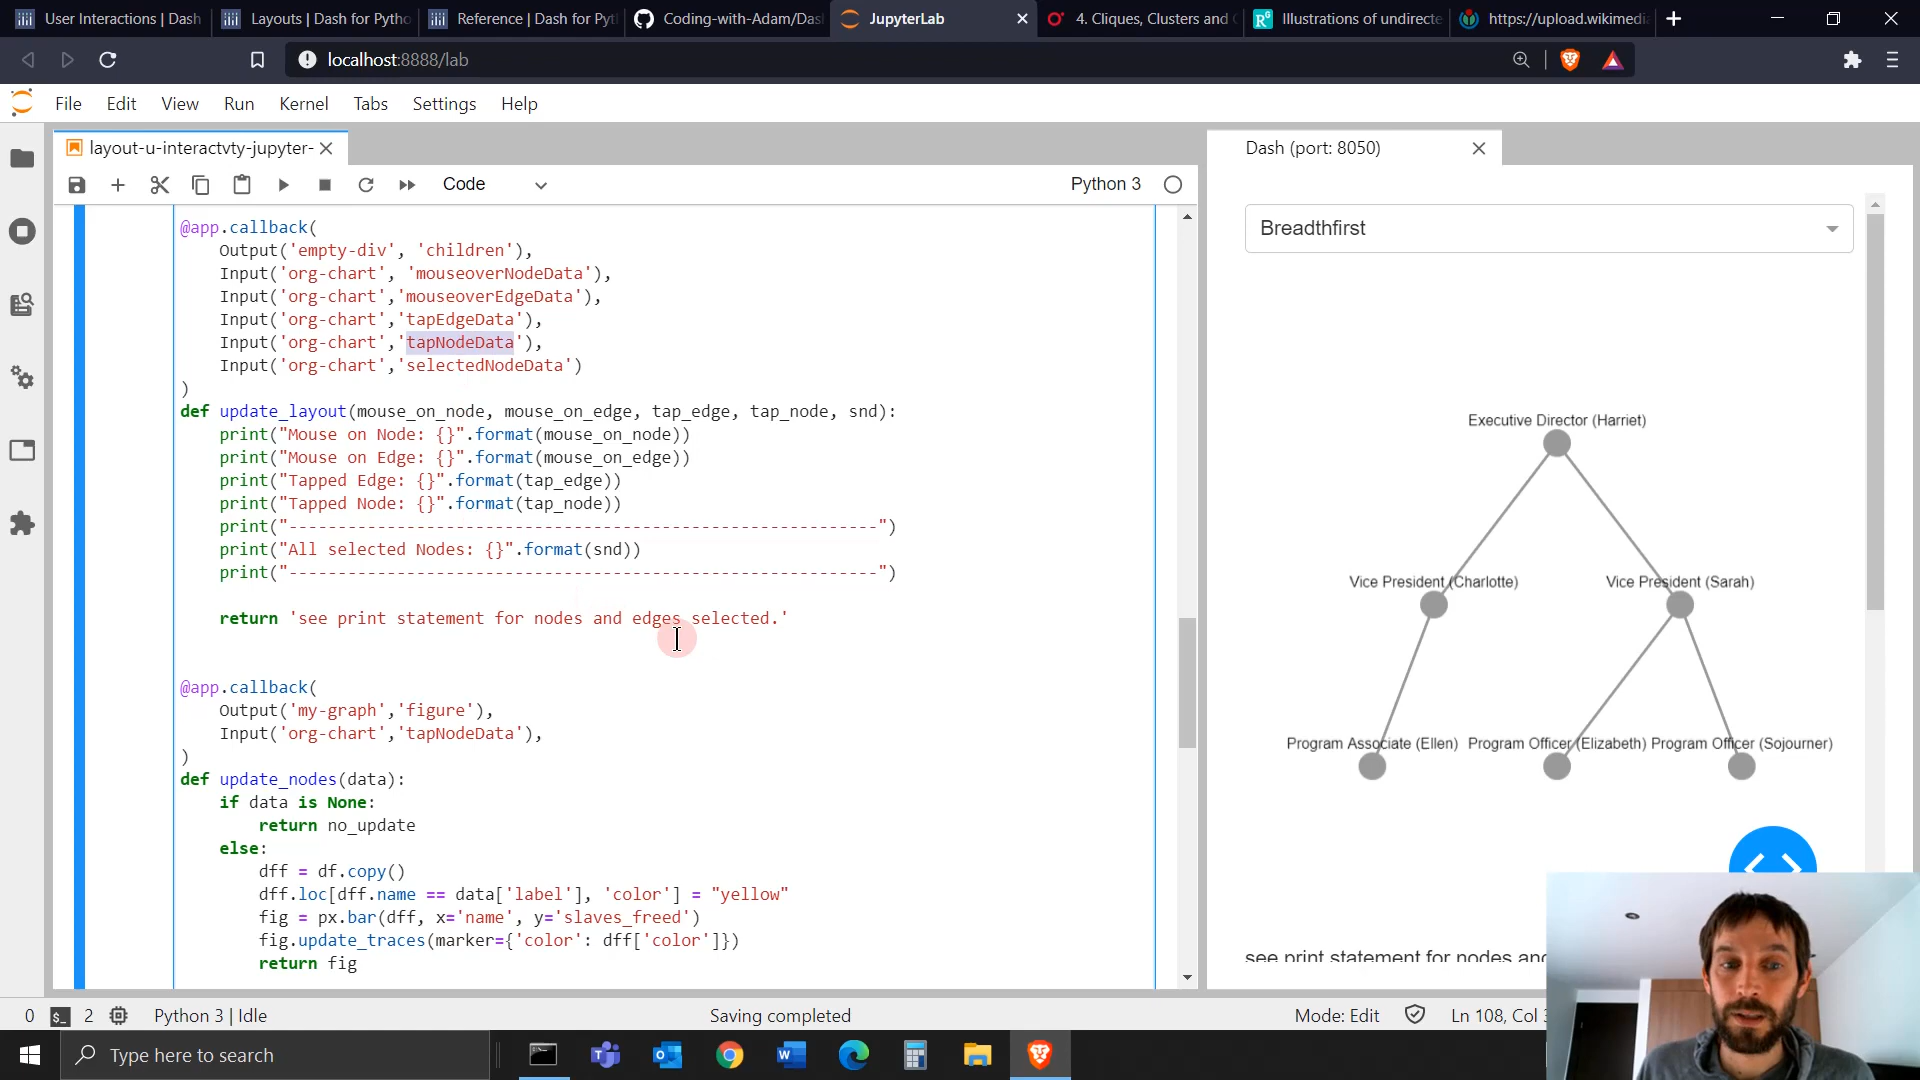 User Interactions | Dash
Layouts | Dash for Pytho
Reference | Dash for Pyt
Coding-with-Adam/Das
JupyterLab
4. Cliques, Clusters and
Illustrations of undirecte
https://upload.wikimedia
localhost:8888/lab
File Edit View Run Kernel Tabs Settings Help
layout-u-interactvty-jupyter-
Code
Python 3
@app.callback(
Output('empty-div', 'children'),
Input('org-chart', 'mouseoverNodeData'),
Input('org-chart','mouseoverEdgeData'),
Input('org-chart','tapEdgeData'),
Input('org-chart','tapNodeData'),
Input('org-chart','selectedNodeData')
)
def update_layout(mouse_on_node, mouse_on_edge, tap_edge, tap_node, snd):
print("Mouse on Node: {}".format(mouse_on_node))
print("Mouse on Edge: {}".format(mouse_on_edge))
print("Tapped Edge: {}".format(tap_edge))
print("Tapped Node: {}".format(tap_node))
print("------------------------------------------------------------")
print("All selected Nodes: {}".format(snd))
print("------------------------------------------------------------")
return 'see print statement for nodes and edges selected.'
@app.callback(
Output('my-graph','figure'),
Input('org-chart','tapNodeData'),
)
def update_nodes(data):
if data is None:
return no_update
else:
dff = df.copy()
dff.loc[dff.name == data['label'], 'color'] = "yellow"
fig = px.bar(dff, x='name', y='slaves_freed')
fig.update_traces(marker={'color': dff['color']})
return fig
Dash (port: 8050)
Breadthfirst
Executive Director (Harriet)
Vice President (Charlotte)
Vice President (Sarah)
Program Associate (Ellen)
Program Officer (Elizabeth)
Program Officer (Sojourner)
see print statement for nodes and
0
2
Python 3 | Idle
Saving completed
Mode: Edit
Ln 108, Col
Type here to search